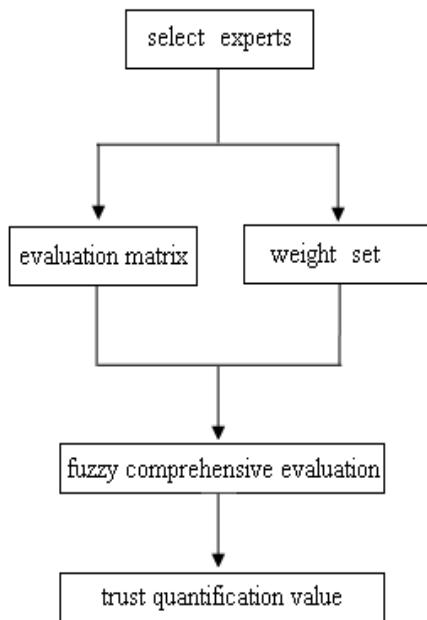 select experts
evaluation matrix
weight set
fuzzy comprehensive evaluation
trust quantification value